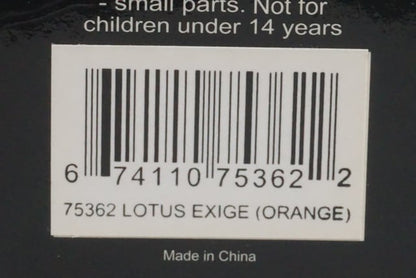 - small parts. Not for
children under 14 years
6 74110 75362 2
75362 LOTUS EXIGE (ORANGE)
Made in China